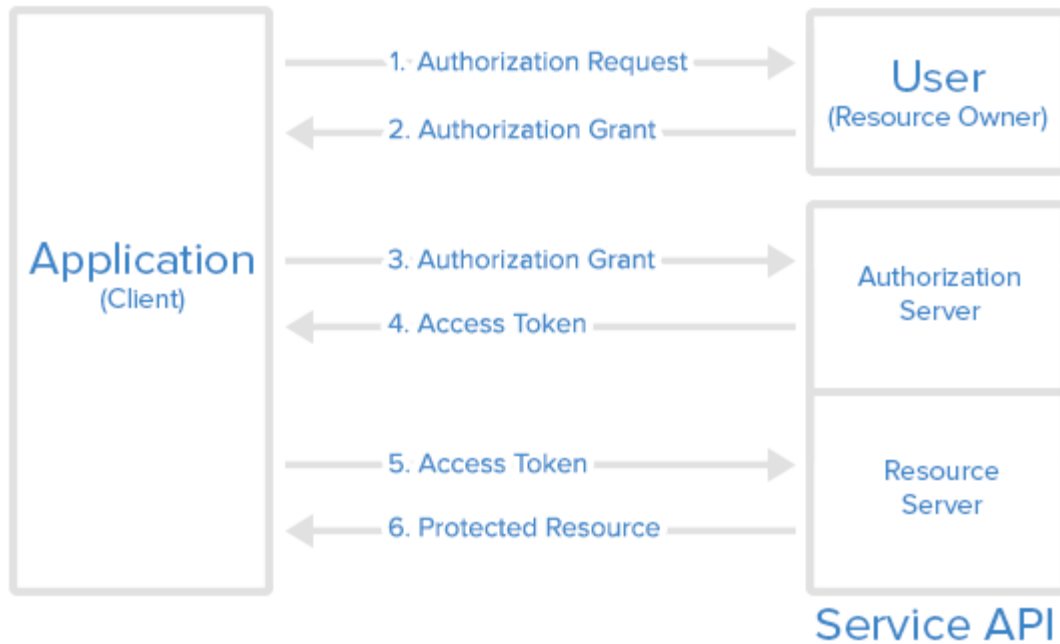 1. Authorization Request
User
(Resource Owner)
2. Authorization Grant
Application
(Client)
3. Authorization Grant
Authorization
Server
4. Access Token
5. Access Token
Resource
Server
6. Protected Resource
Service API